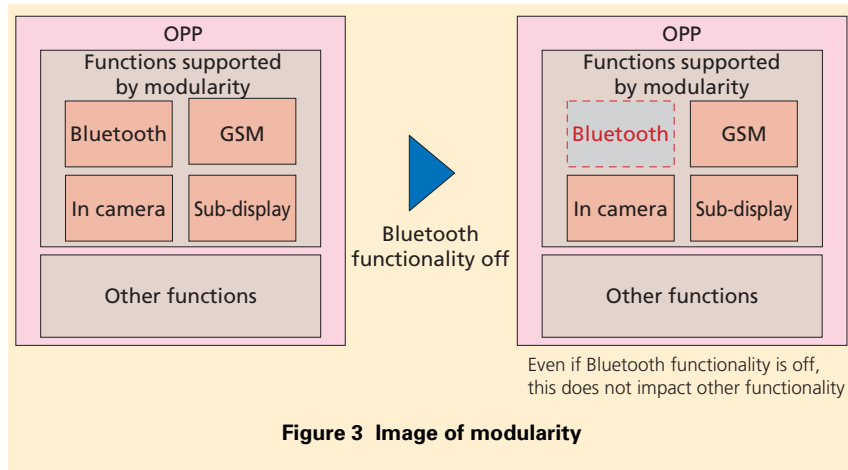 OPP
Functions supported
by modularity
Bluetooth
GSM
In camera
Sub-display
Other functions
Bluetooth
functionality off
OPP
Functions supported
by modularity
Bluetooth
GSM
In camera
Sub-display
Other functions
Even if Bluetooth functionality is off,
this does not impact other functionality
Figure 3 Image of modularity